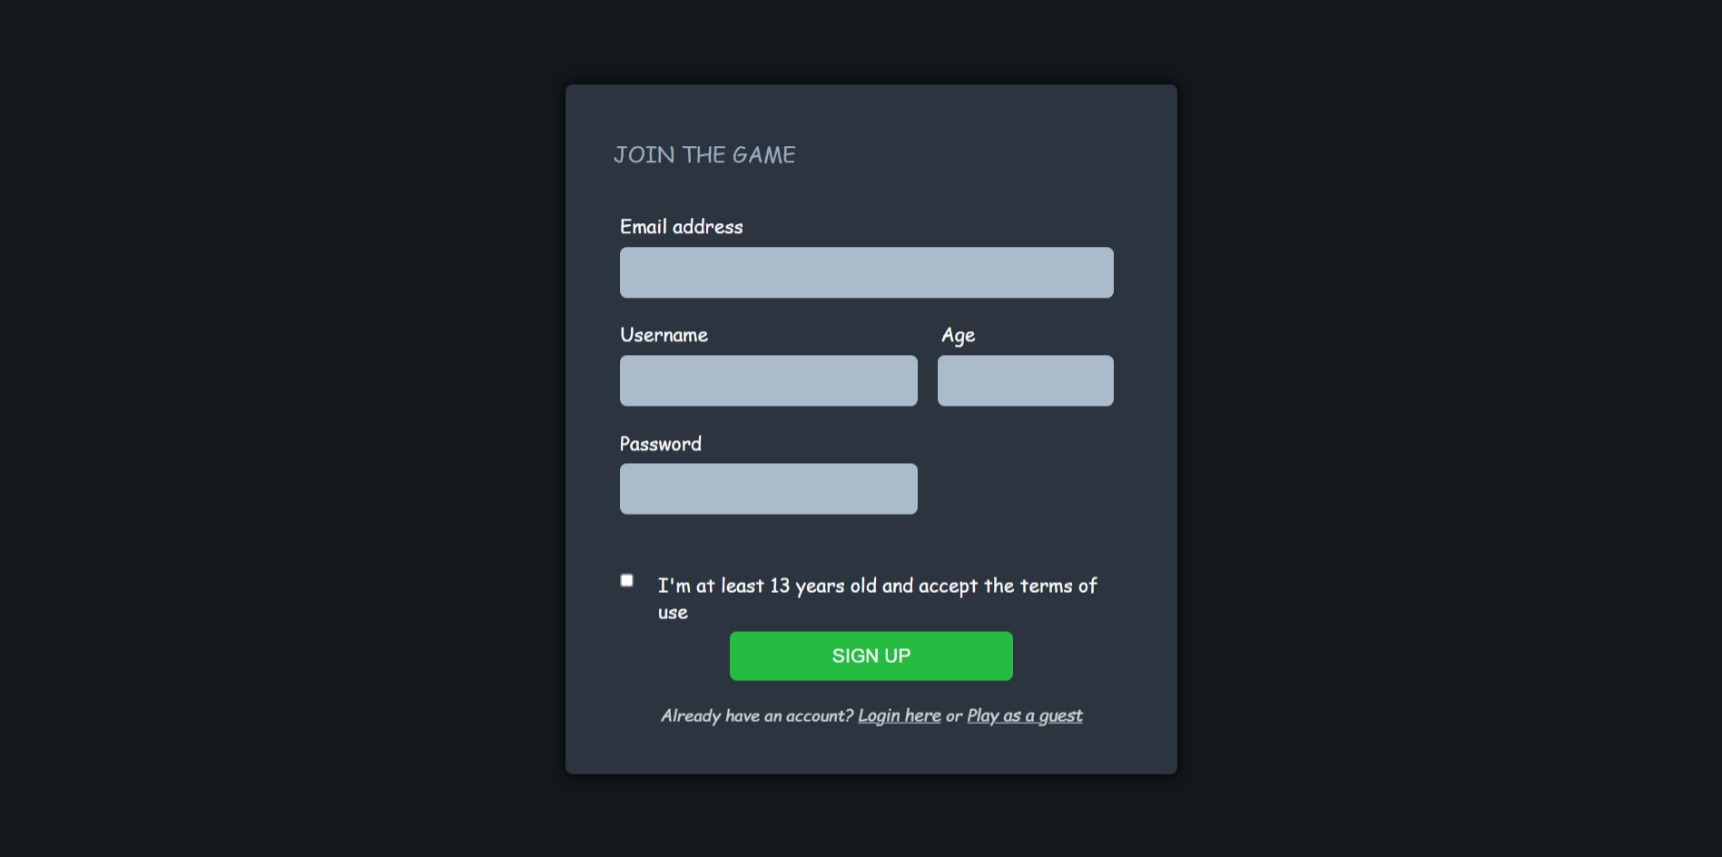 JOIN THE GAME
Email address
Username
Age
Password
I'm at least 13 years old and accept the terms of
use
SIGN UP
Already have an account? Login here or Play as a guest